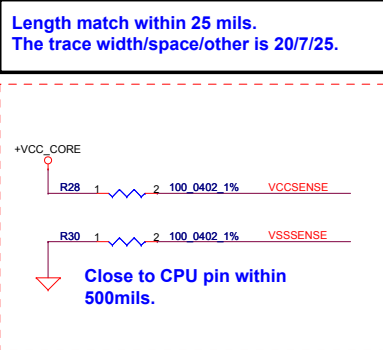 Length match within 25 mils.
The trace width/space/other is 20/7/25.
+VCC_CORE
R28 1 2 100_0402_1% VCCSENSE
R30 1 2 100_0402_1% VSSSENSE
Close to CPU pin within
500mils.